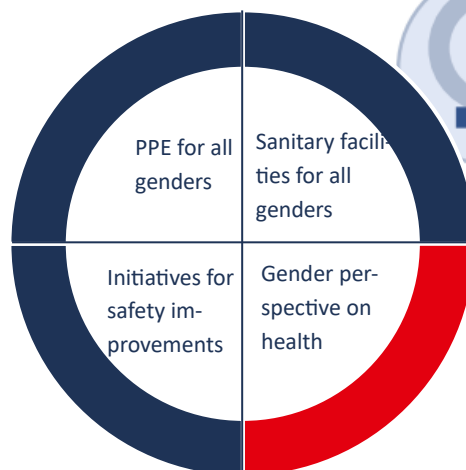 PPE for all
genders
Sanitary facili-
ties for all
genders
Initiatives for
safety im-
provements
Gender per-
spective on
health